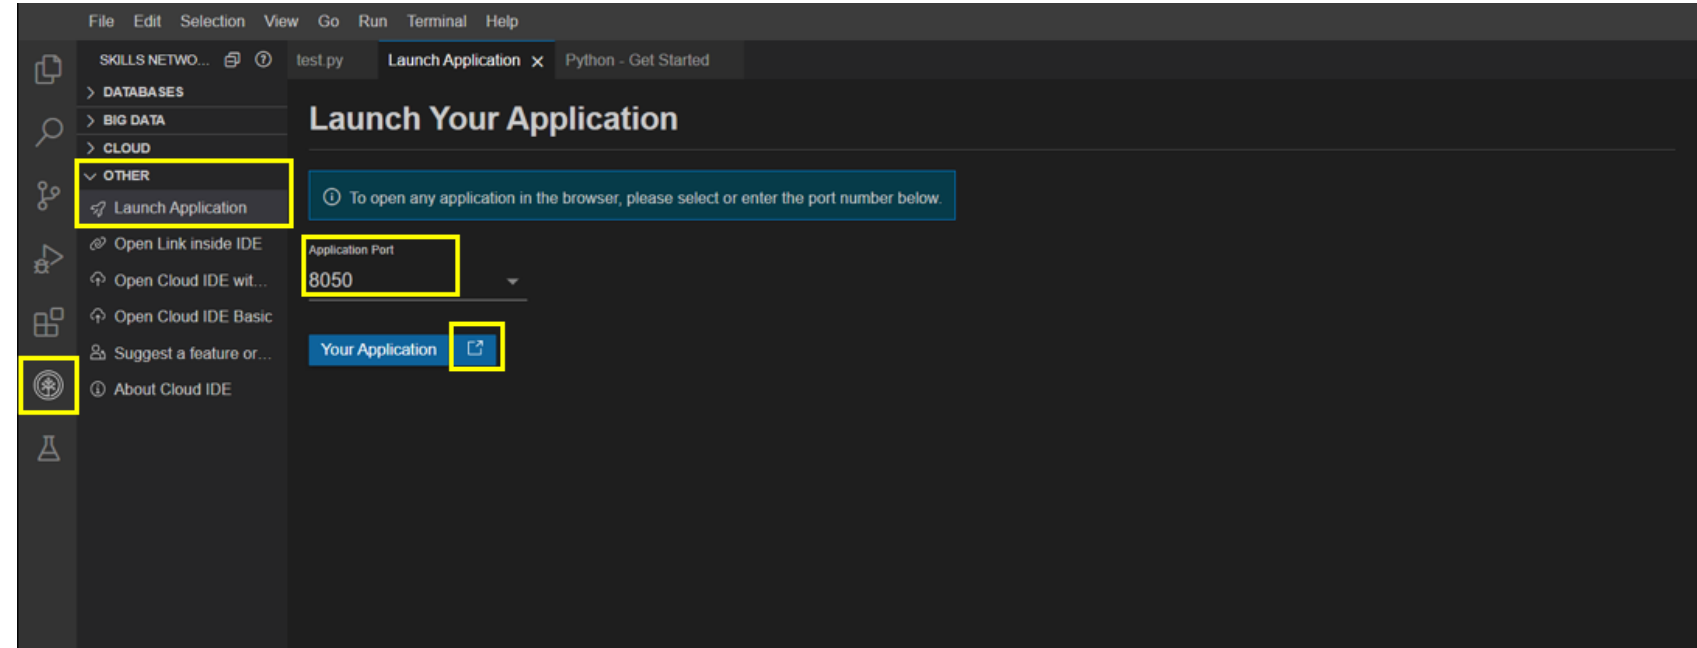 File Edit Selection View Go Run Terminal Help
SKILLS NETWO...
test.py Launch Application Python - Get Started
DATABASES
BIG DATA
CLOUD
OTHER
Launch Application
Open Link inside IDE
Open Cloud IDE wit...
Open Cloud IDE Basic
Suggest a feature or...
About Cloud IDE
Launch Your Application
To open any application in the browser, please select or enter the port number below.
Application Port
8050
Your Application